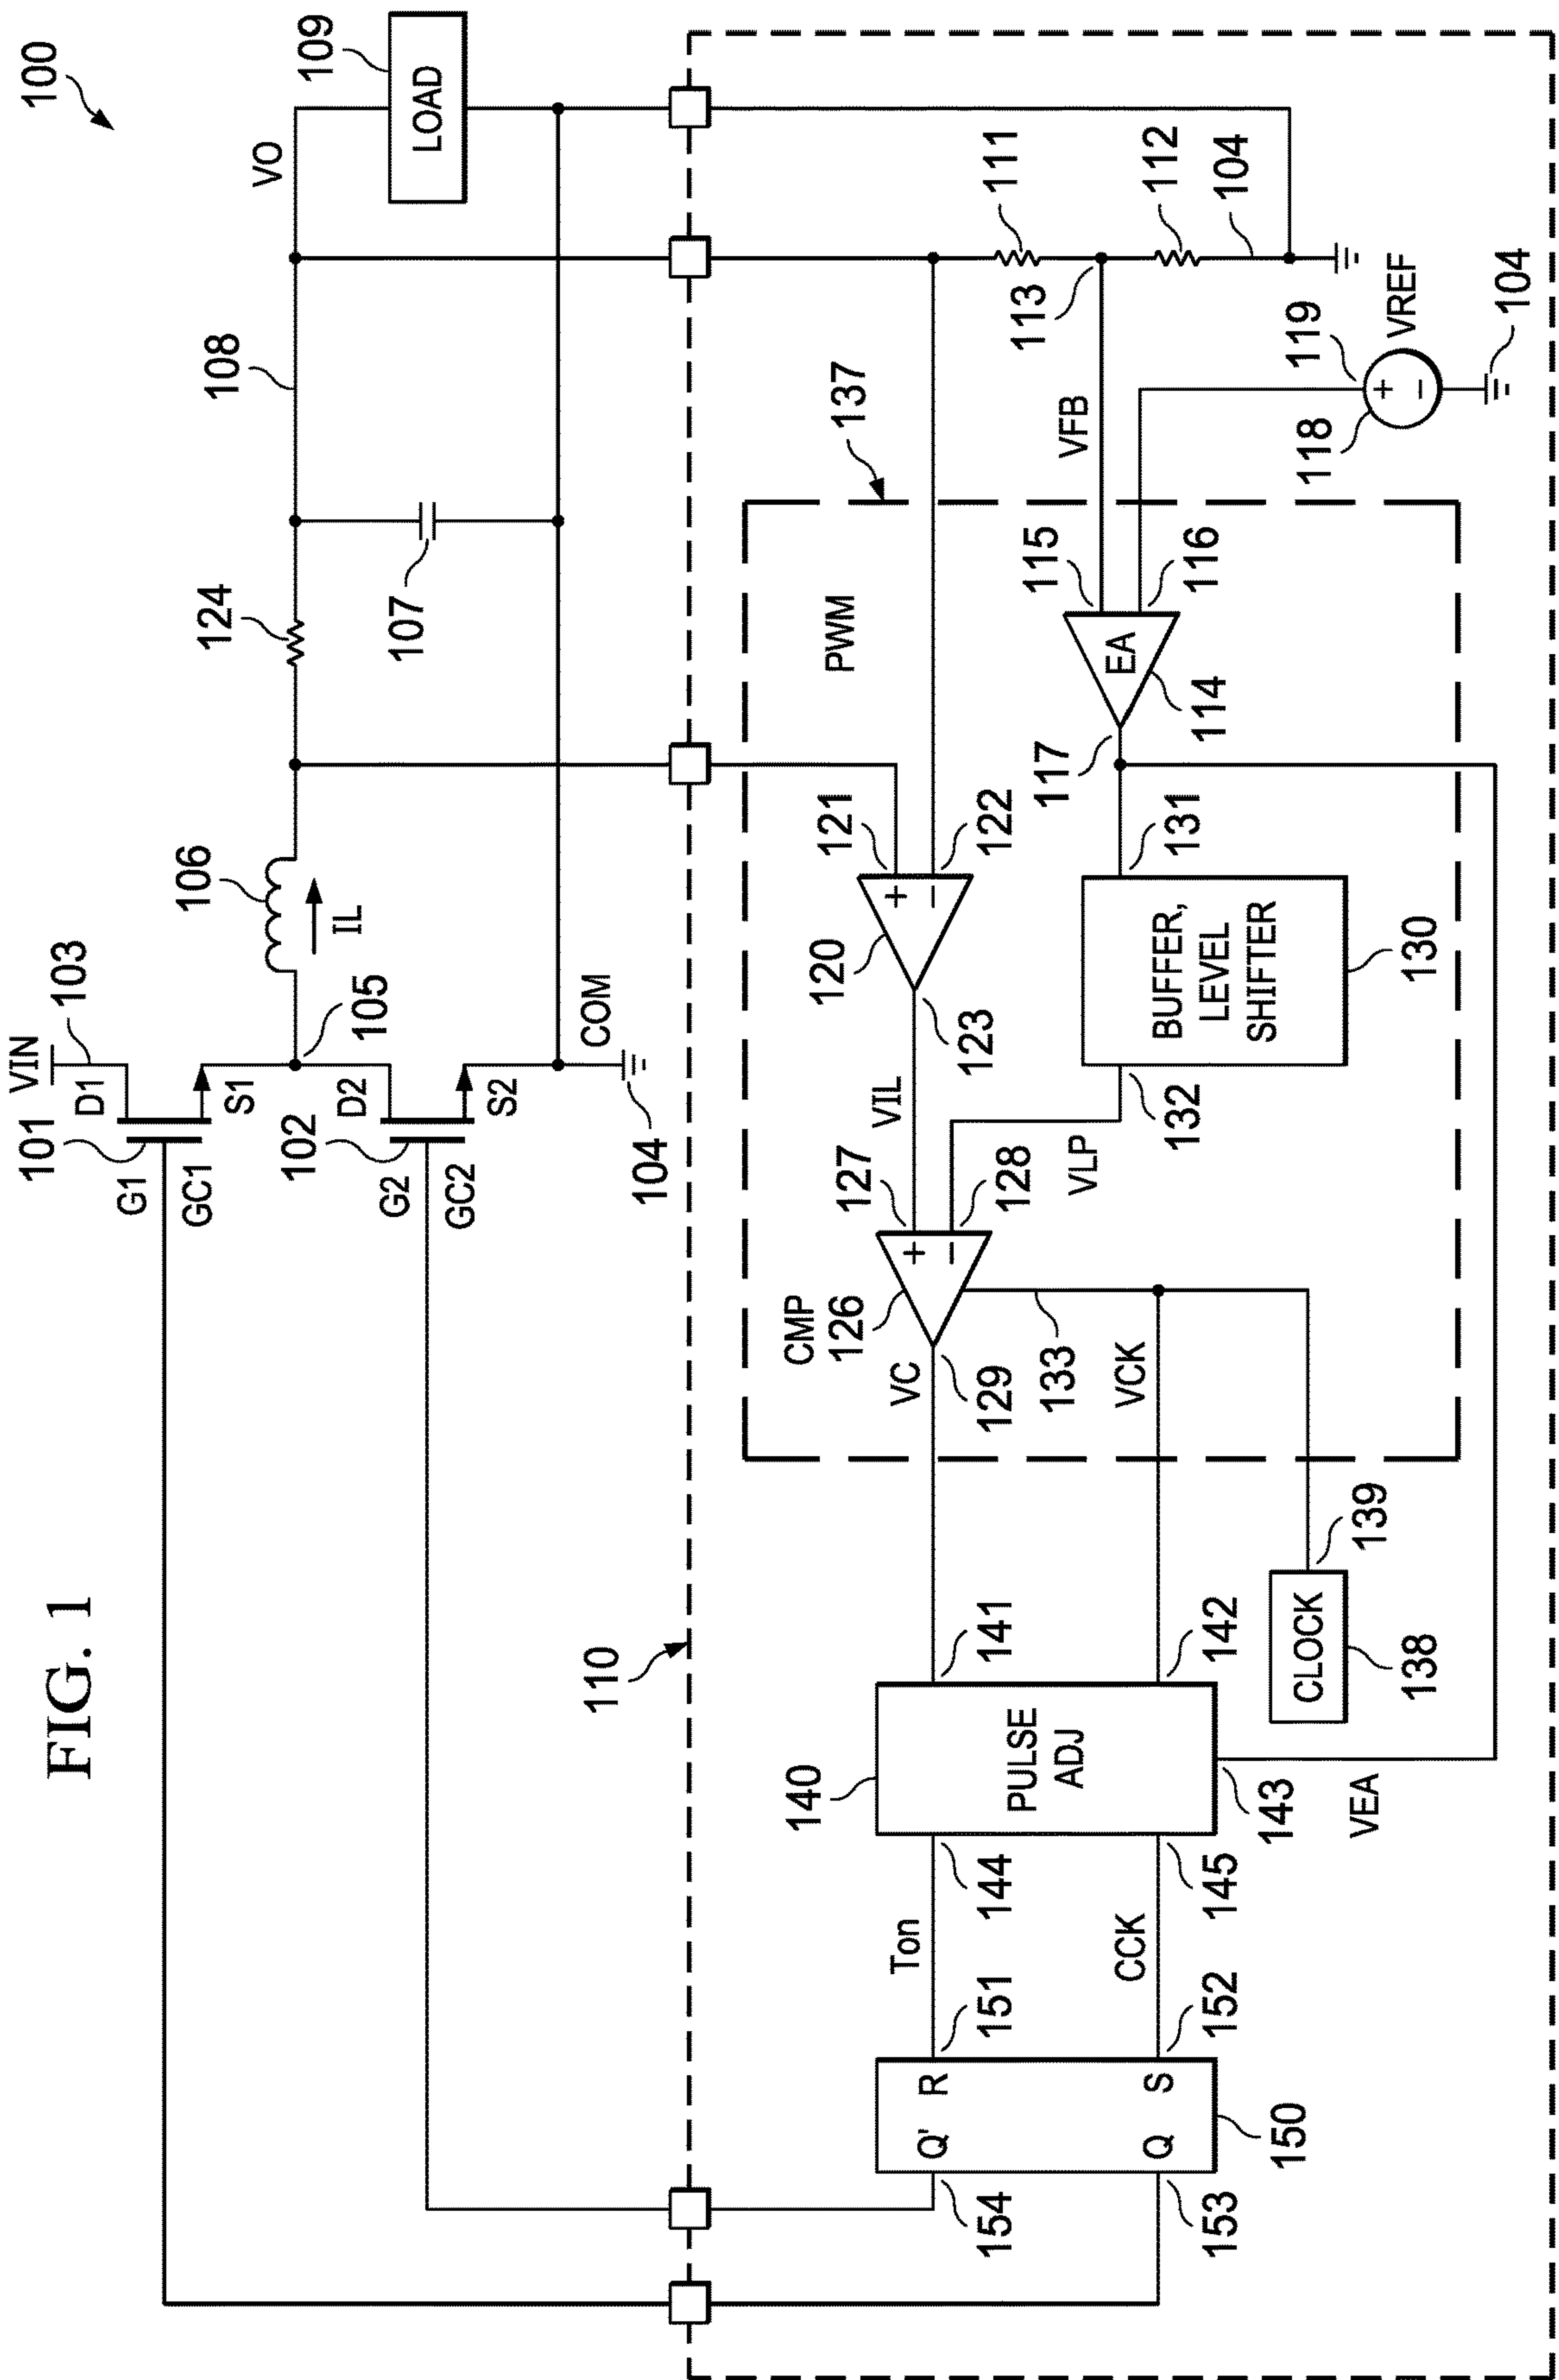 FIG. 1
100
VIN
103
101
D1
G1
S1
GC1
105
102
D2
G2
S2
GC2
COM
104
106
IL
124
107
108
VO
109
LOAD
110
137
PWM
111
113
112
104
VFB
119
VREF
118
104
115
116
EA
114
117
121
122
+
−
120
123
VIL
131
BUFFER,
LEVEL
SHIFTER
130
132
VLP
127
128
+
−
CMP
126
VC
129
133
VCK
139
CLOCK
138
141
142
140
PULSE
ADJ
143
VEA
144
145
Ton
CCK
151
152
R
S
Q'
Q
150
154
153
+
−